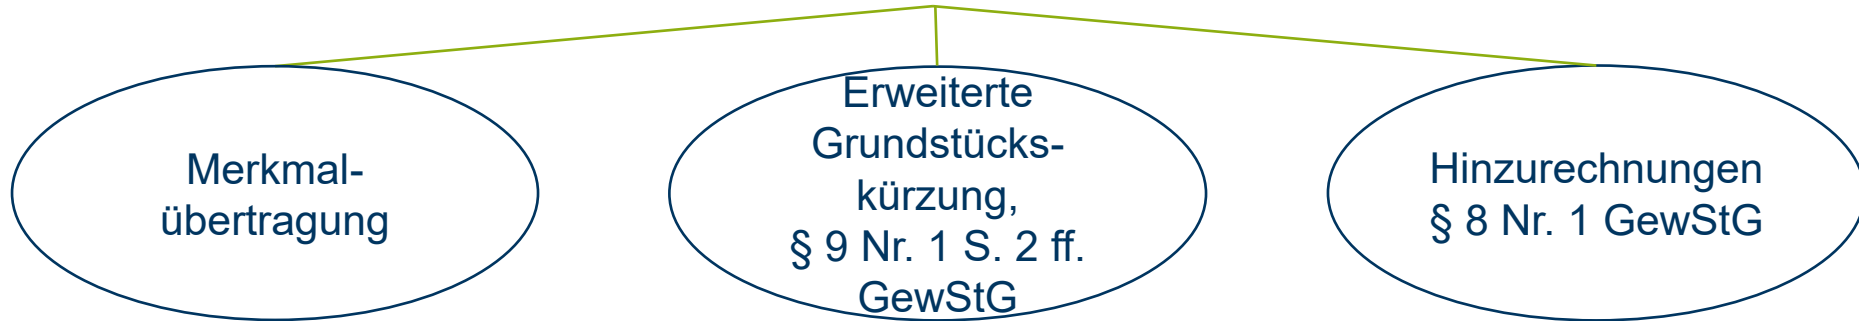 Merkmal-
übertragung
Erweiterte
Grundstücks-
kürzung,
§ 9 Nr. 1 S. 2 ff.
GewStG
Hinzurechnungen
§ 8 Nr. 1 GewStG